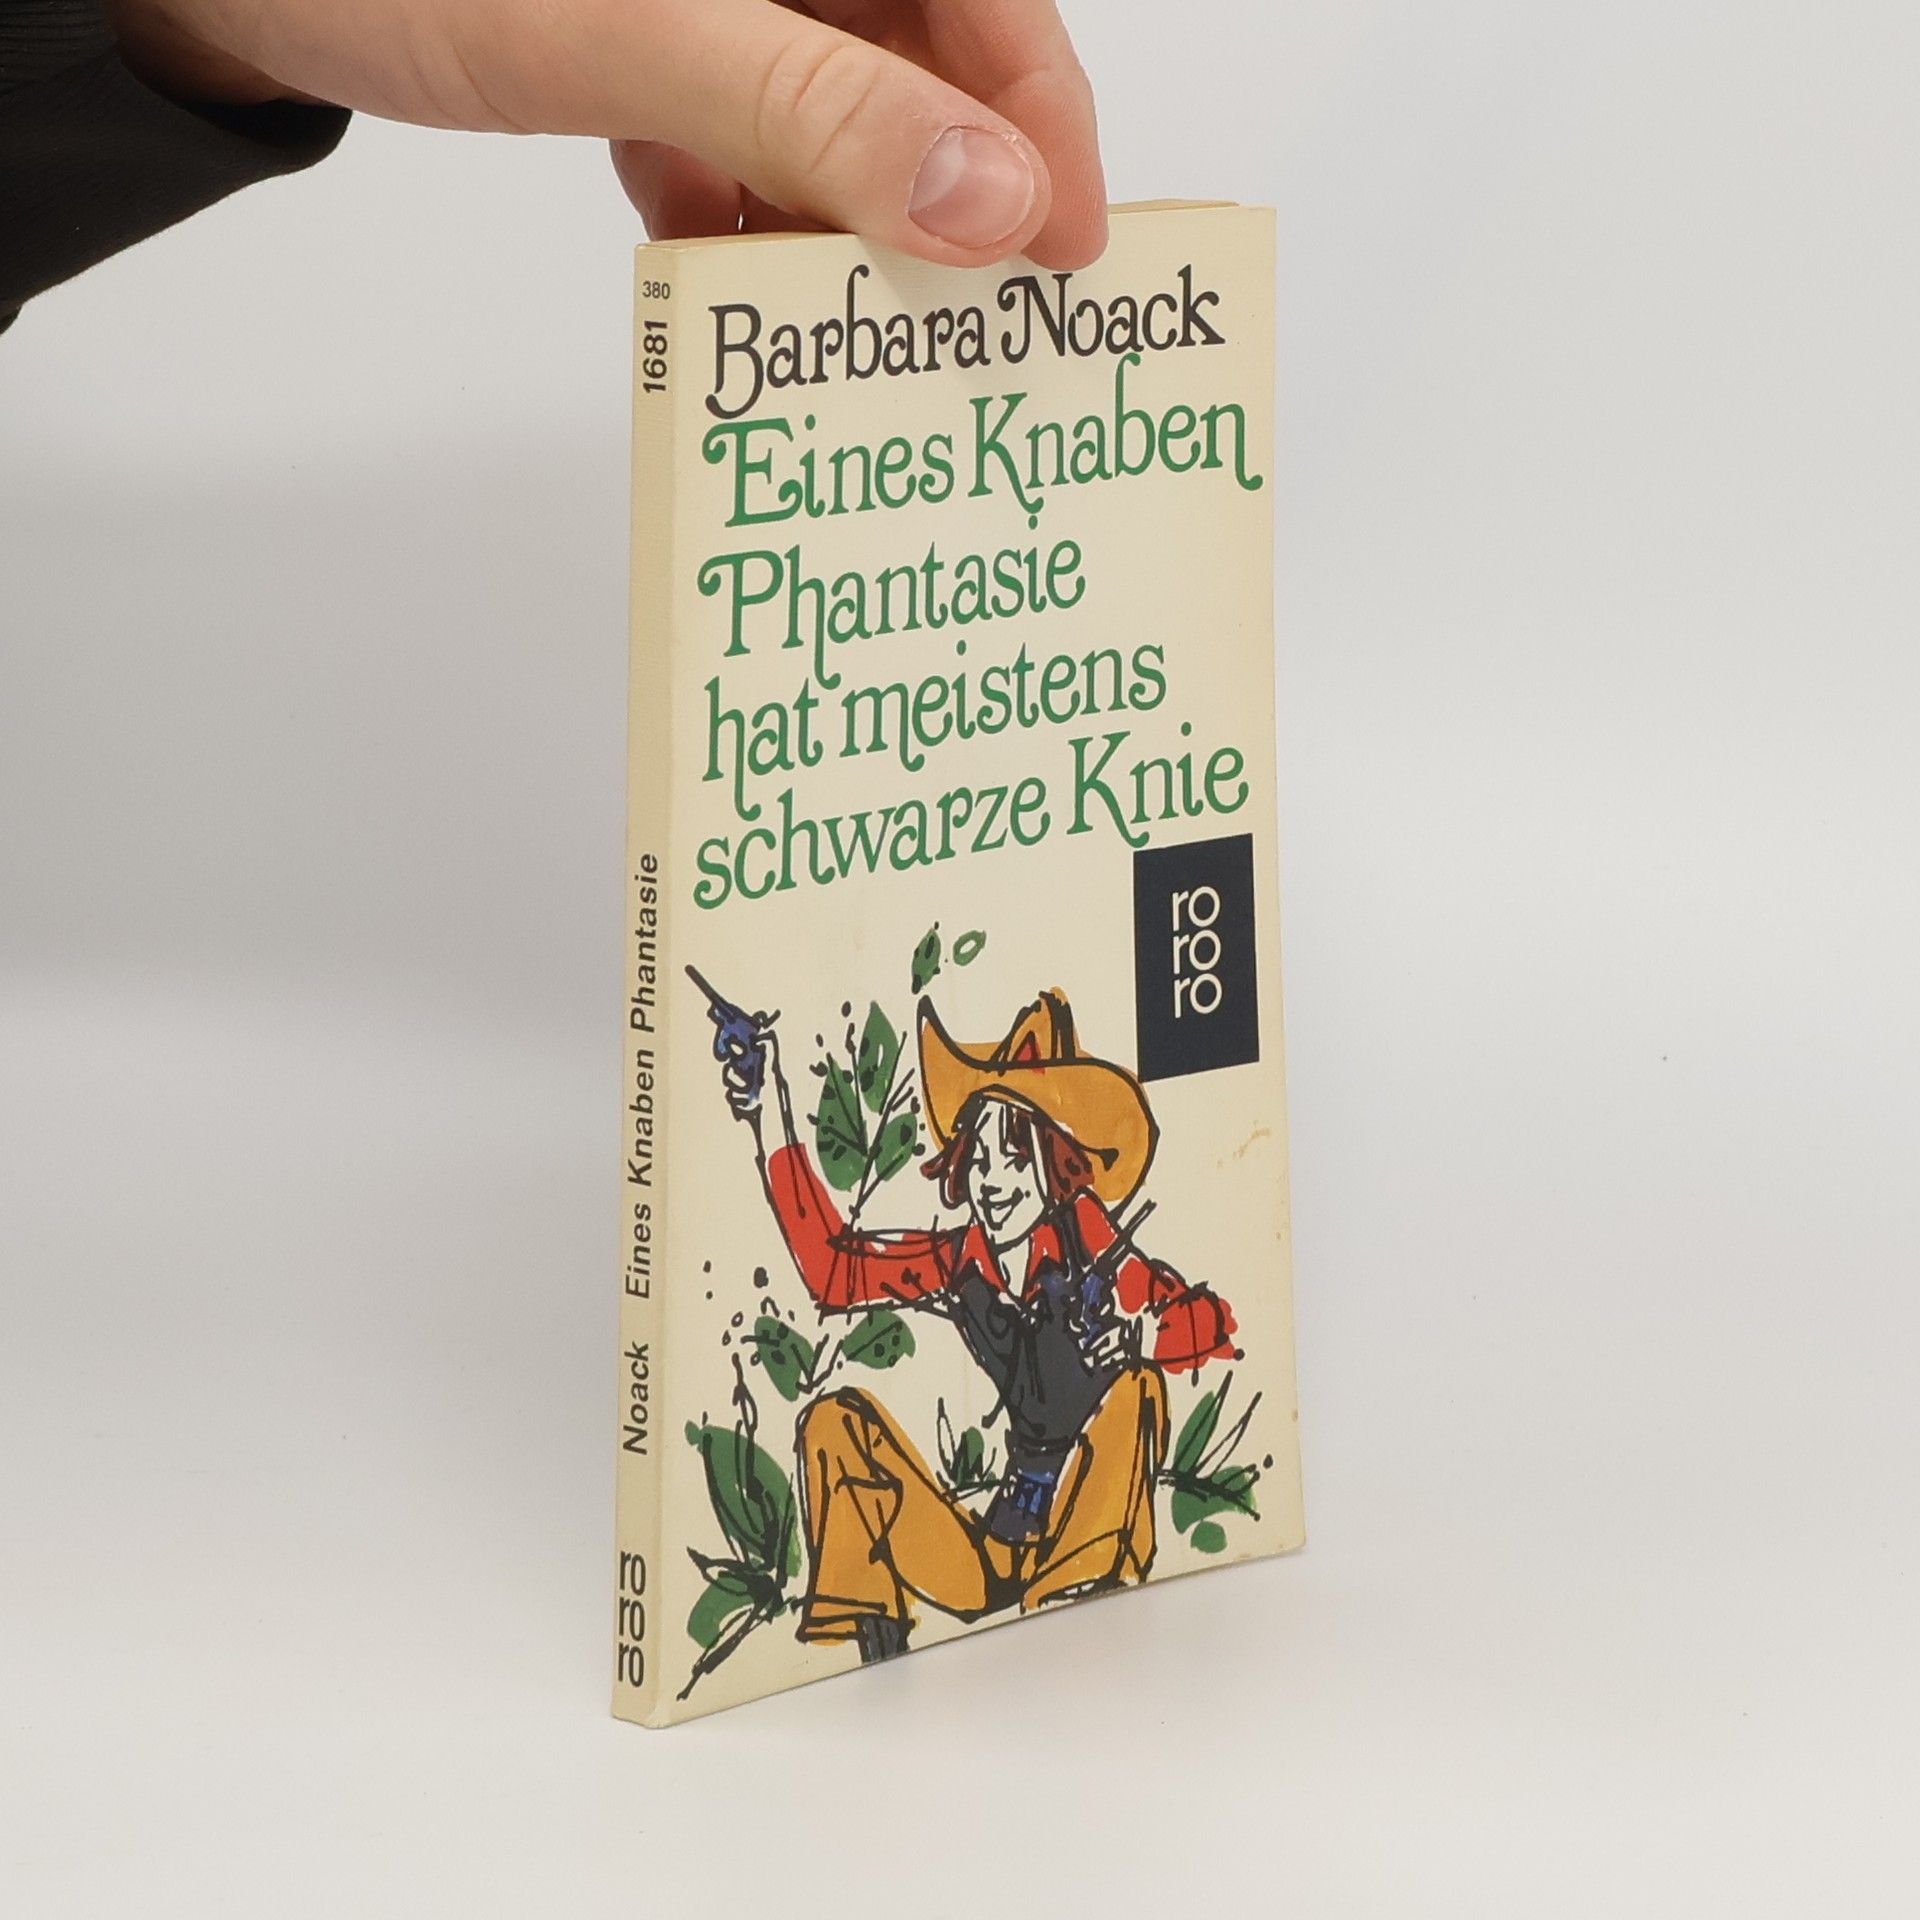 Barbara Noack
Eines Knaben
Phantasie
hat meistens
schwarze Knie
ro
ro
ro
380
1681
Noack Eines Knaben Phantasie
ro
ro
ro